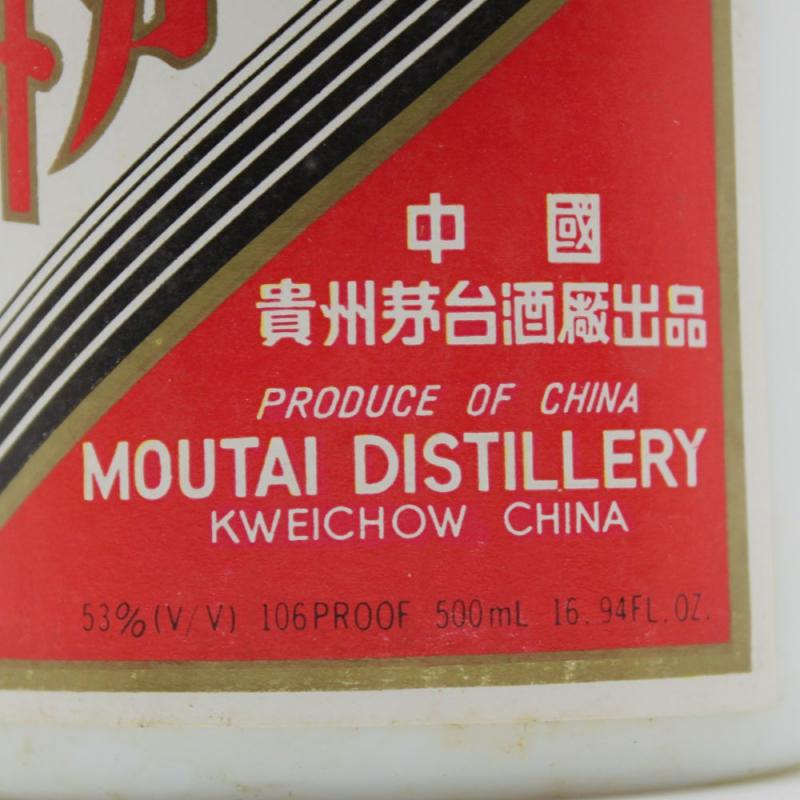 中 國
貴州茅台酒廠出品
PRODUCE OF CHINA
MOUTAI DISTILLERY
KWEICHOW CHINA
53%(V/V) 106PROOF 500mL 16.94FL.OZ.